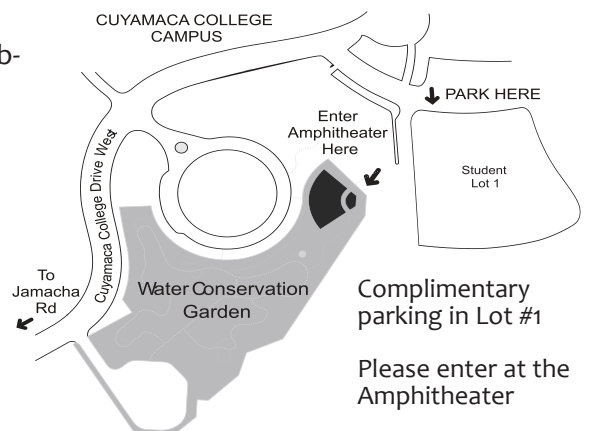 CUYAMACA COLLEGE
CAMPUS
b-
PARK HERE
Enter
Amphitheater
Here
Student
Lot 1
Cuyamaca College Drive West
To
Jamacha
Rd
Water Conservation
Garden
Complimentary
parking in Lot #1
Please enter at the
Amphitheater